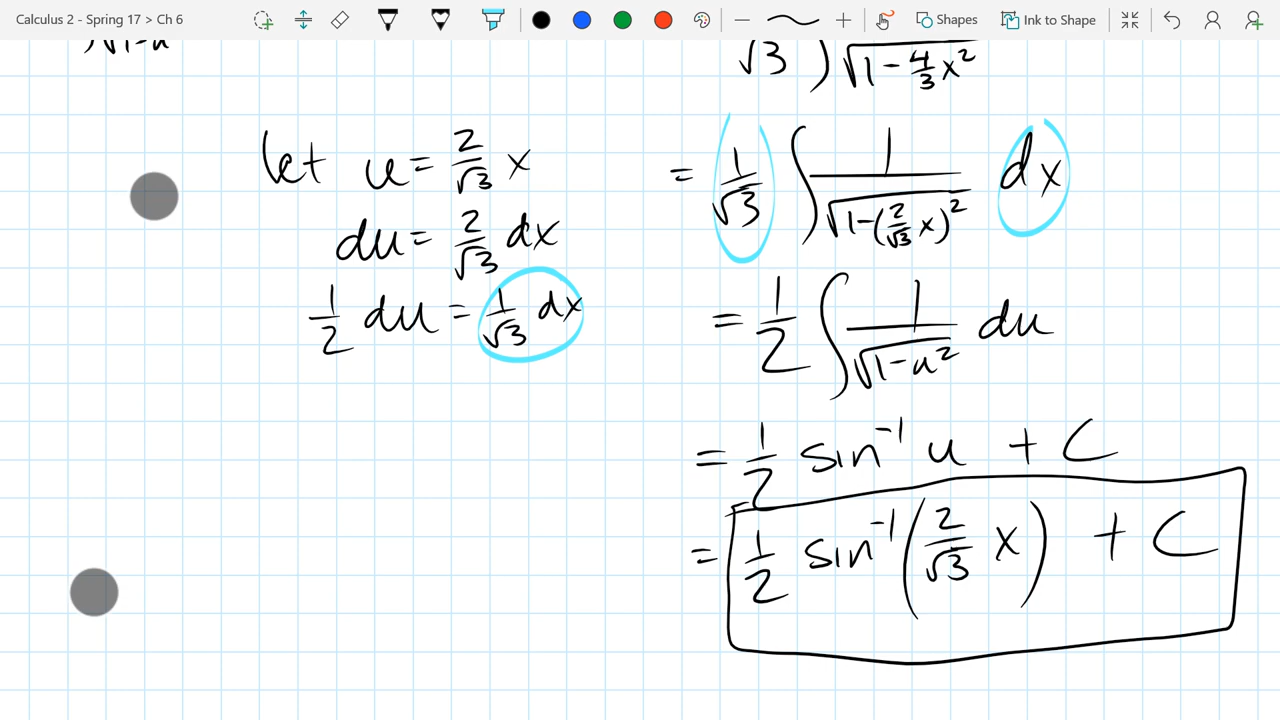 Calculus 2 - Spring 17 > Ch 6
Shapes
Ink to Shape
√1-u
√3 ) √1 - 4/3 x²
let u = 2/√3 x
du = 2/√3 dx
1/2 du = 1/√3 dx
= 1/√3 ∫ 1/√1-(2/√3 x)² dx
= 1/2 ∫ 1/√1-u² du
= 1/2 sin⁻¹ u + C
= 1/2 sin⁻¹(2/√3 x) + C